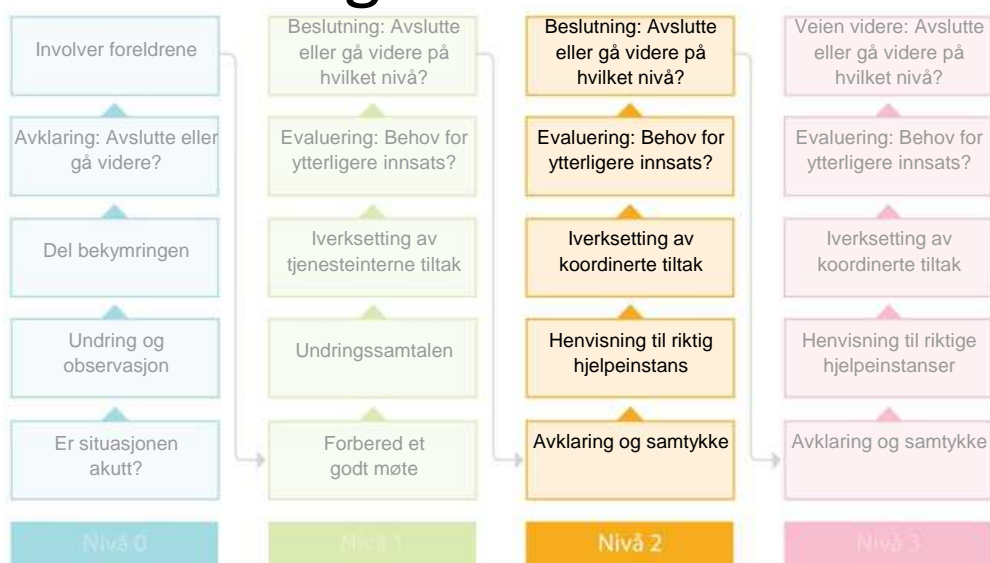 Involver foreldrene
Avklaring: Avslutte eller
gå videre?
Del bekymringen
Undring og
observasjon
Er situasjonen
akutt?
Nivå 0
Beslutning: Avslutte
eller gå videre på
hvilket nivå?
Evaluering: Behov for
ytterligere innsats?
Iverksetting av
tjenesteinterne tiltak
Undringssamtalen
Forbered et
godt møte
Nivå 1
Beslutning: Avslutte
eller gå videre på
hvilket nivå?
Evaluering: Behov for
ytterligere innsats?
Iverksetting av
koordinerte tiltak
Henvisning til riktig
hjelpeinstans
Avklaring og samtykke
Nivå 2
Veien videre: Avslutte
eller gå videre på
hvilket nivå?
Evaluering: Behov for
ytterligere innsats?
Iverksetting av
koordinerte tiltak
Henvisning til riktige
hjelpeinstanser
Avklaring og samtykke
Nivå 3